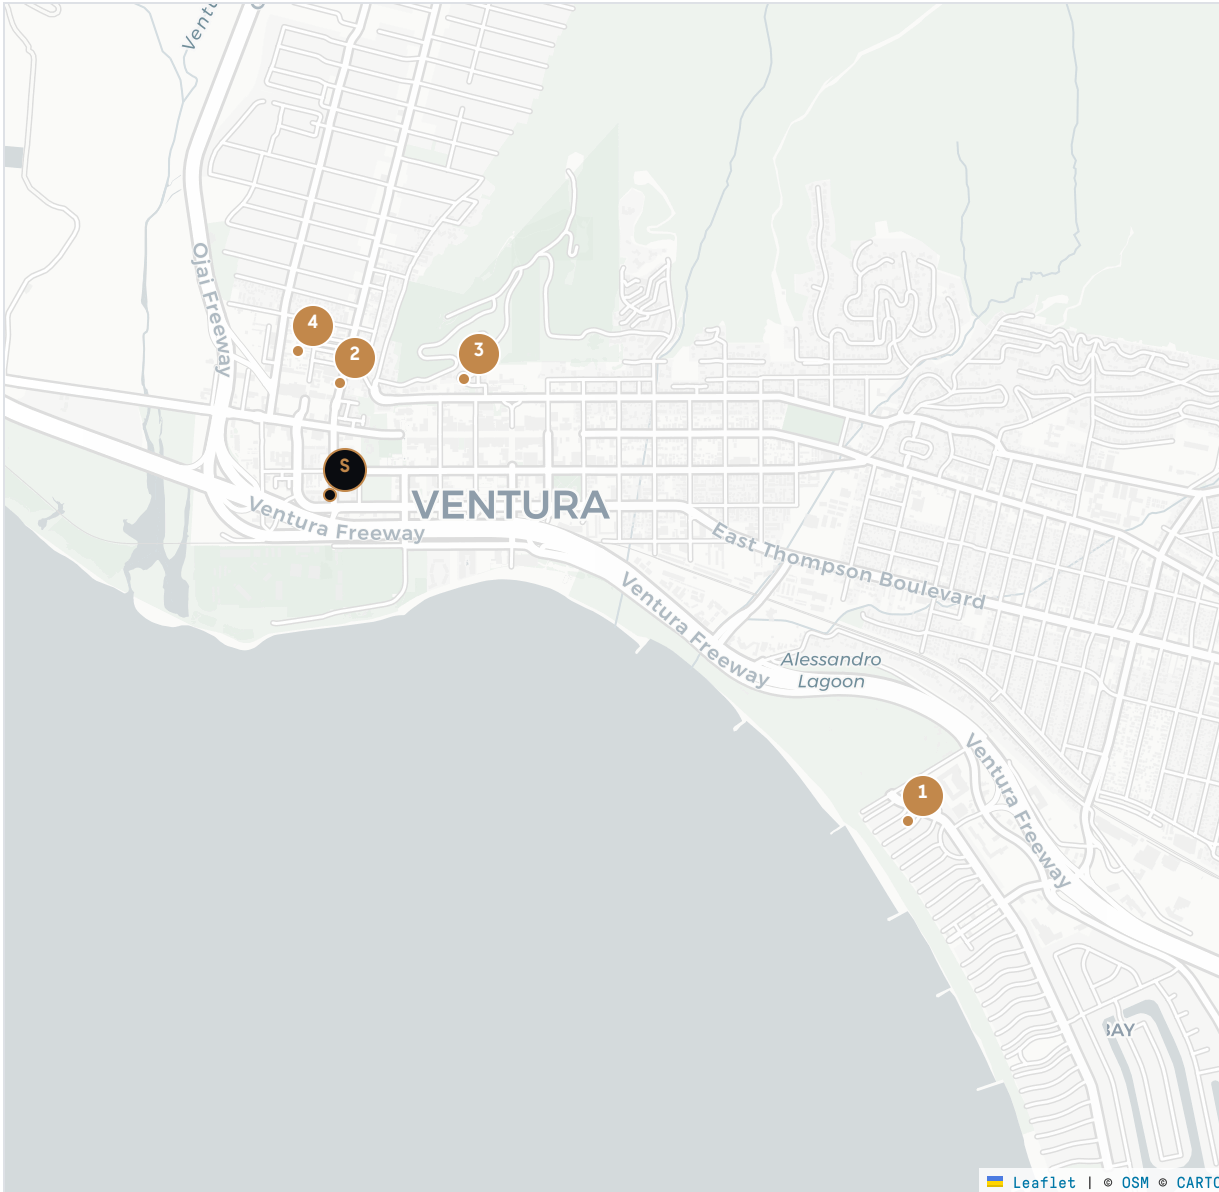 Ventu
Ojai Freeway
4
2
3
S
VENTURA
Ventura Freeway
East Thompson Boulevard
Ventura Freeway
Alessandro
Lagoon
Ventura Freeway
1
BAY
Leaflet | © OSM © CARTO